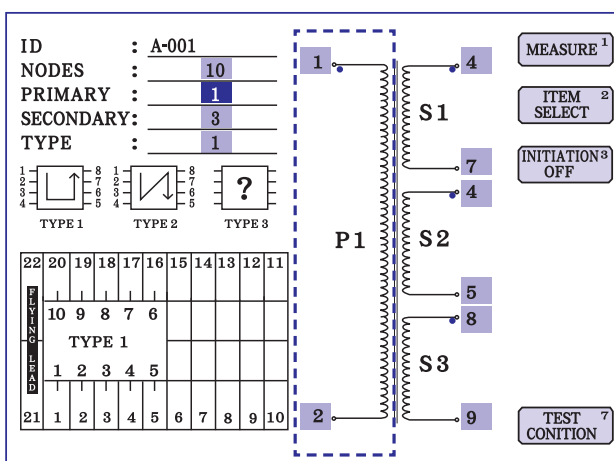 ID : A-001
NODES : 10
PRIMARY : 1
SECONDARY: 3
TYPE : 1
1 2 3 4 8 7 6 5
TYPE 1
1 2 3 4 8 7 6 5
TYPE 2
?
TYPE 3
22 20 19 18 17 16 15 14 13 12 11
FLYING LEAD
10 9 8 7 6
TYPE 1
1 2 3 4 5
21 1 2 3 4 5 6 7 8 9 10
1
P1
2
4
S1
7
4
S2
5
8
S3
9
MEASURE 1
ITEM 2
SELECT
INITIATION 3
OFF
TEST 7
CONITION